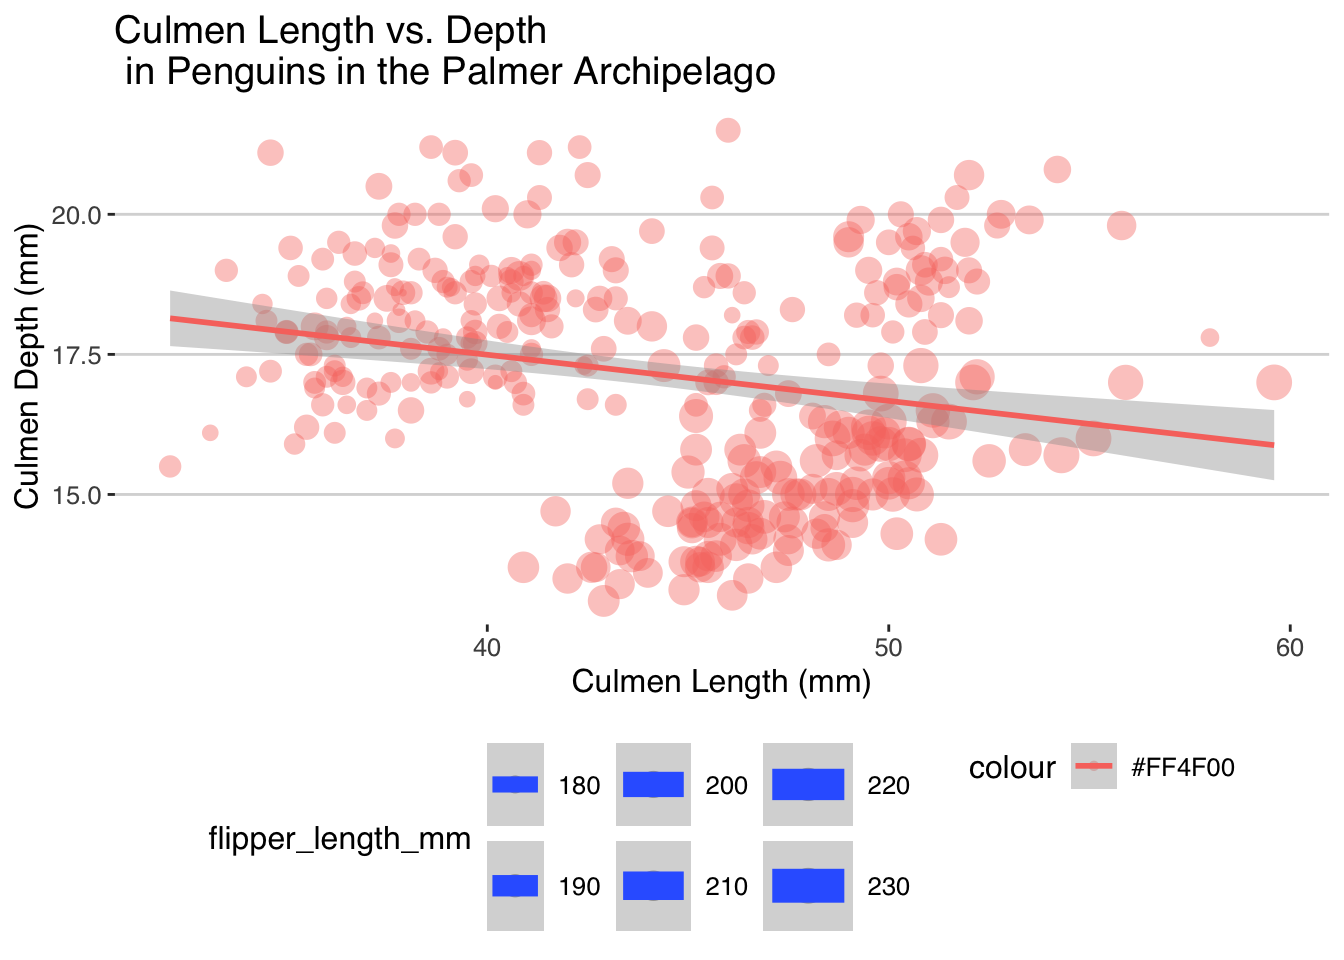 Culmen Length vs. Depth
in Penguins in the Palmer Archipelago
Culmen Depth (mm)
20.0
17.5
15.0
40 50 60
Culmen Length (mm)
flipper_length_mm
180 200 220
190 210 230
colour #FF4F00